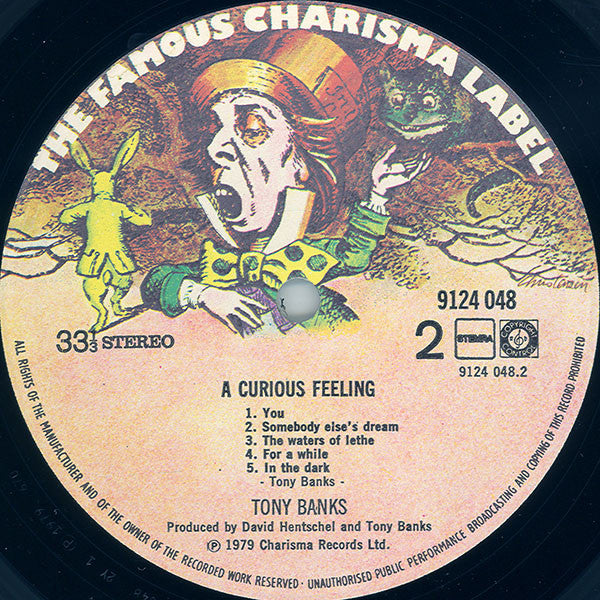 THE FAMOUS CHARISMA LABEL
9124 048
33⅓ STEREO
2
STEMRA
COPYRIGHT CONTROL
9124 048.2
A CURIOUS FEELING
1. You
2. Somebody else's dream
3. The waters of lethe
4. For a while
5. In the dark
- Tony Banks -
TONY BANKS
Produced by David Hentschel and Tony Banks
℗ 1979 Charisma Records Ltd.
ALL RIGHTS OF THE MANUFACTURER AND OF THE OWNER OF THE RECORDED WORK RESERVED · UNAUTHORISED PUBLIC PERFORMANCE BROADCASTING AND COPYING OF THIS RECORD PROHIBITED